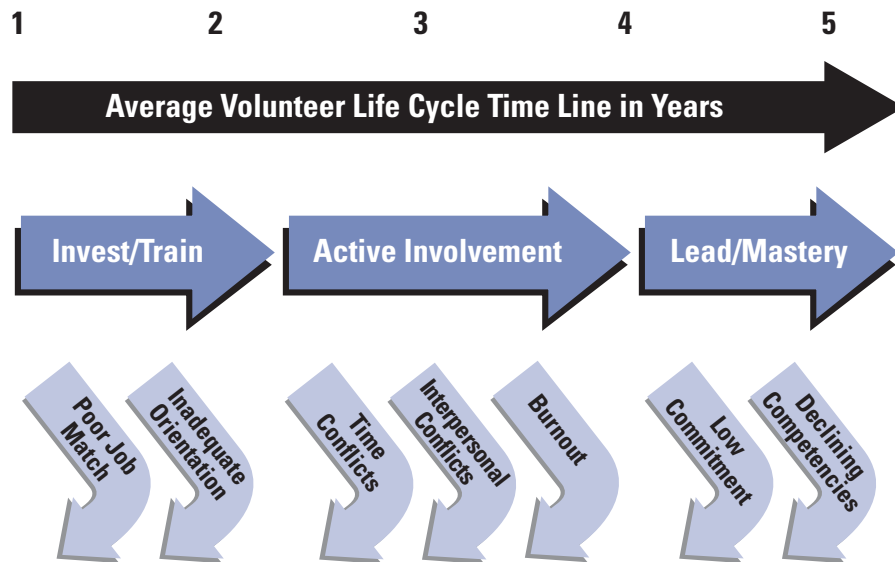 1 2 3 4 5
Average Volunteer Life Cycle Time Line in Years
Invest/Train Active Involvement Lead/Mastery
Poor Job
Match
Inadequate
Orientation
Time
Conflicts
Interpersonal
Conflicts
Burnout
Low
Commitment
Declining
Competencies